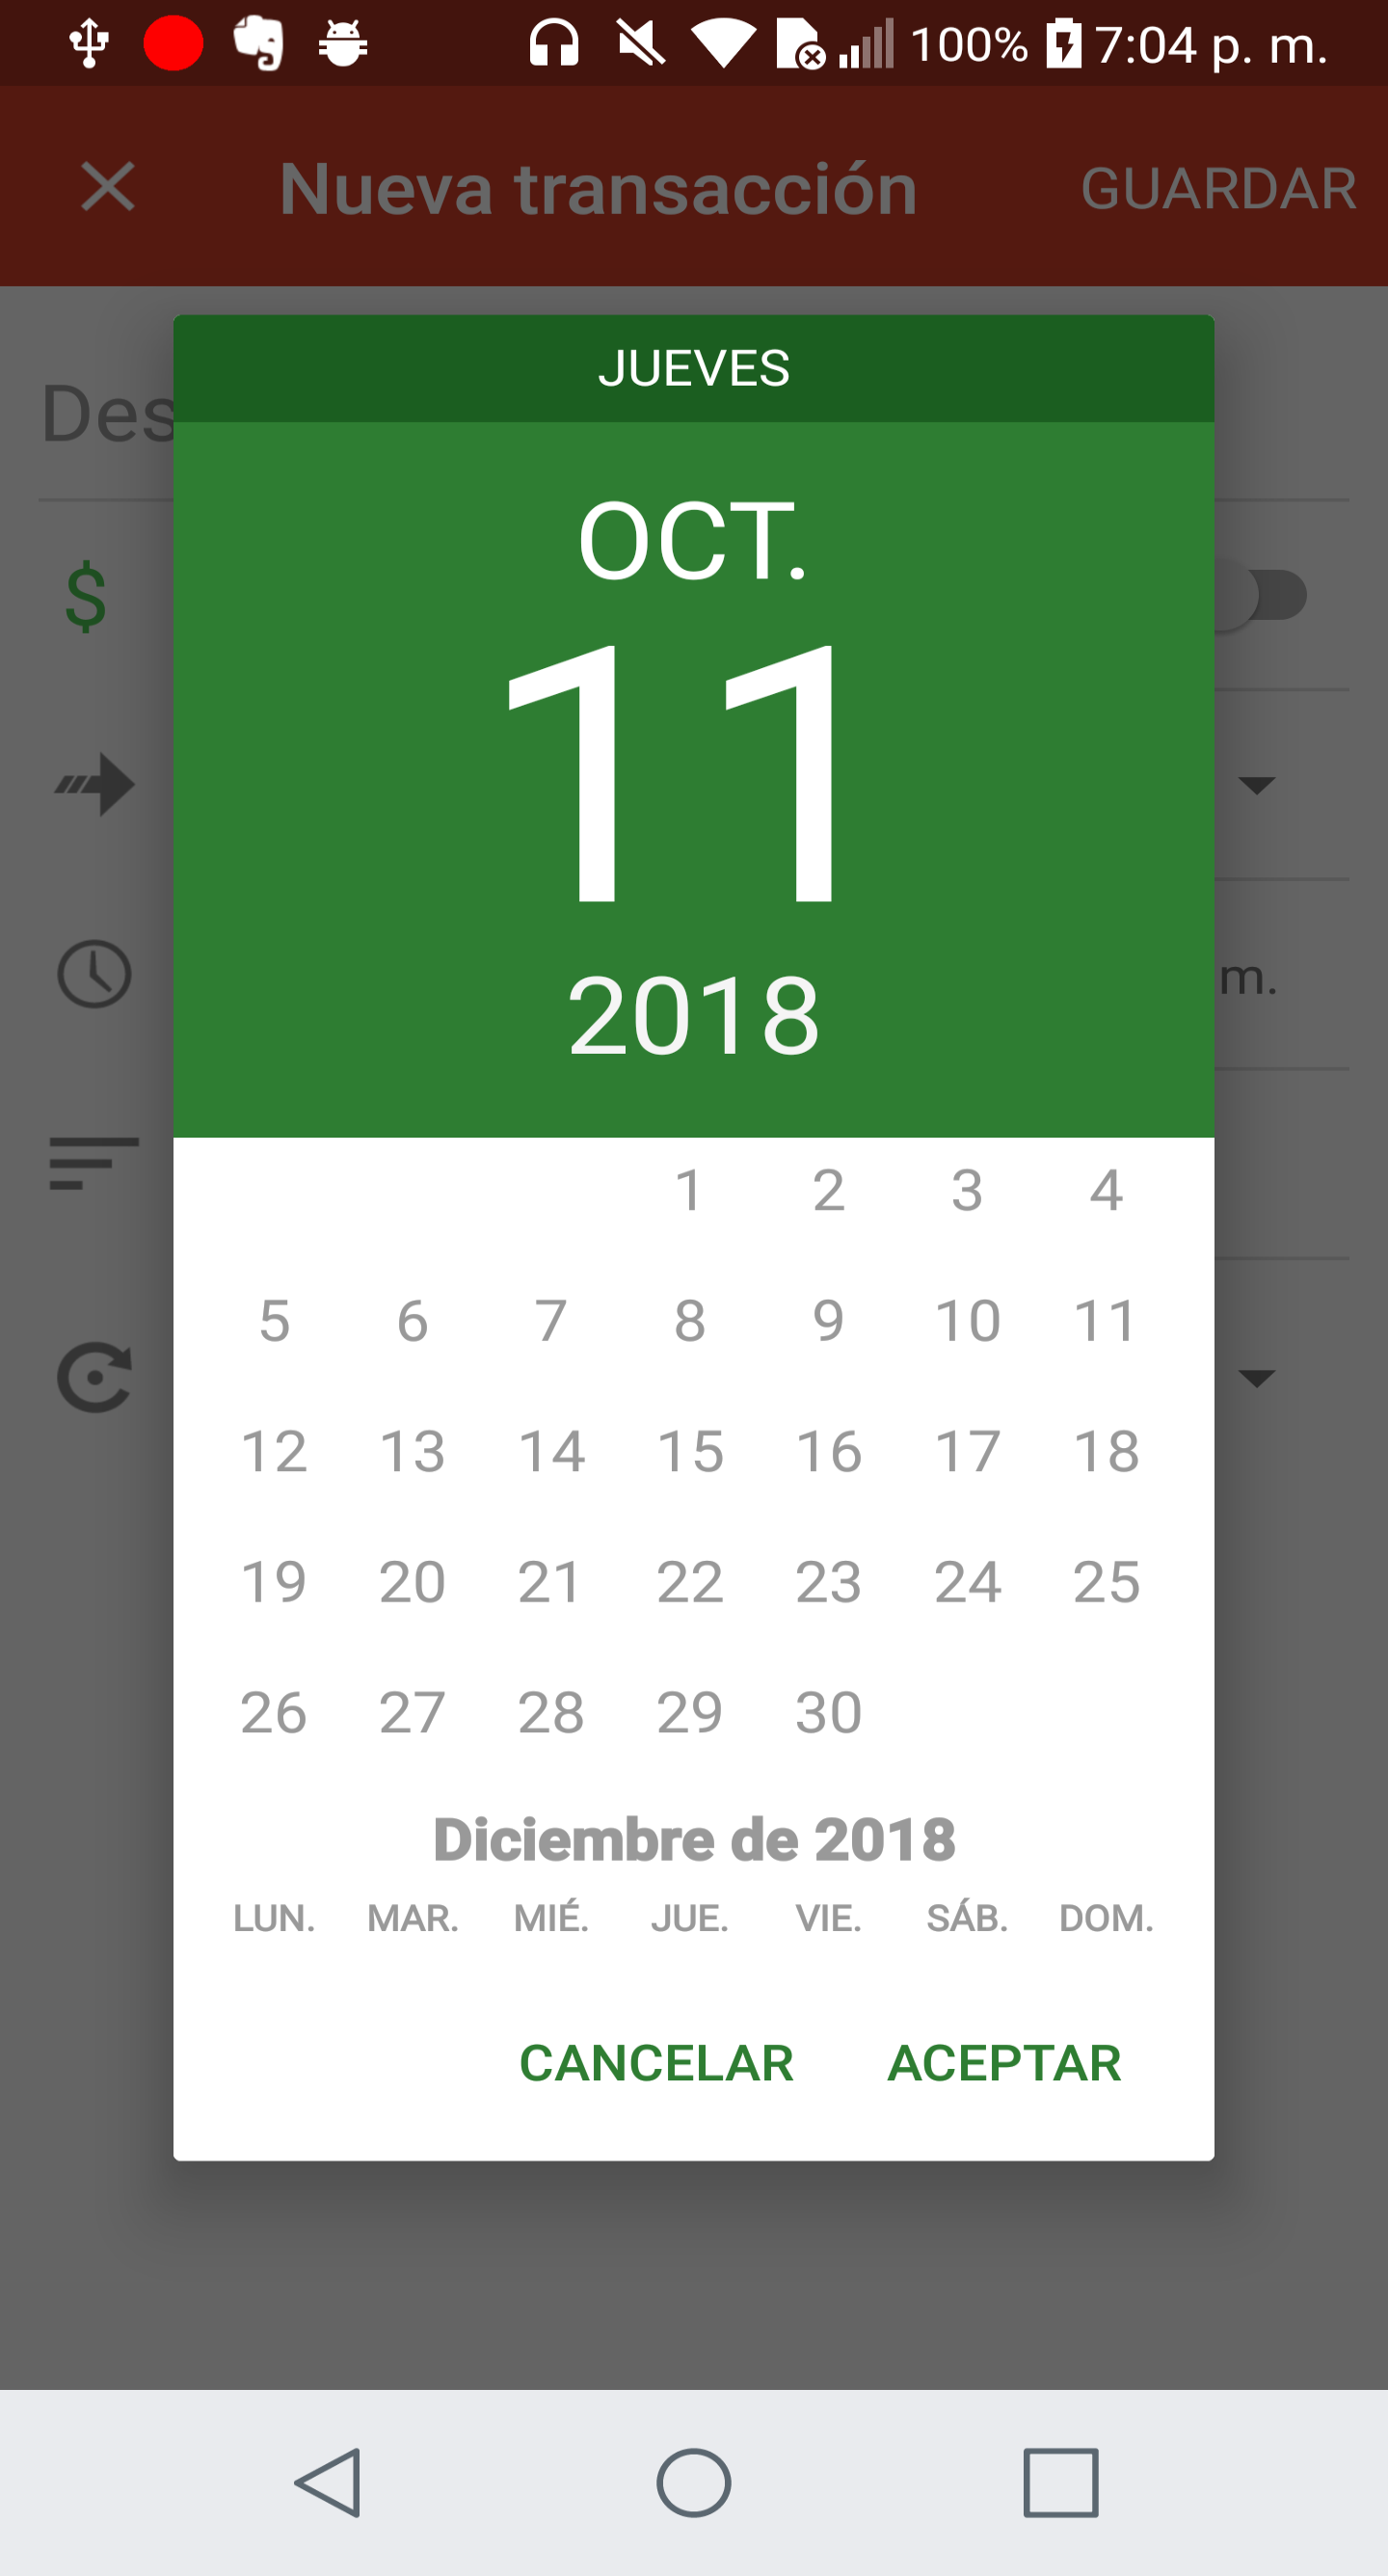 100% 7:04 p. m.
Nueva transacción GUARDAR
JUEVES
Des
OCT.
$
11
m.
2018
1 2 3 4
5 6 7 8 9 10 11
12 13 14 15 16 17 18
19 20 21 22 23 24 25
26 27 28 29 30
Diciembre de 2018
LUN. MAR. MIÉ. JUE. VIE. SÁB. DOM.
CANCELAR ACEPTAR